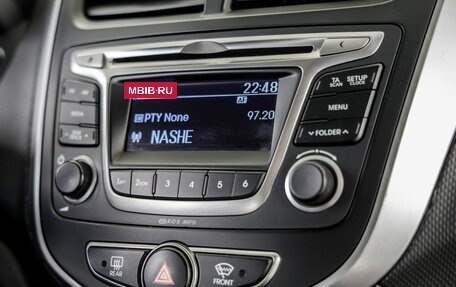 MBIB-RU
22:48
AF
PTY None 97.20
NASHE
TA SCAN
SETUP CLOCK
MENU
FOLDER
1 2 3 4 5 6
CD RDS MP3
REAR
FRONT